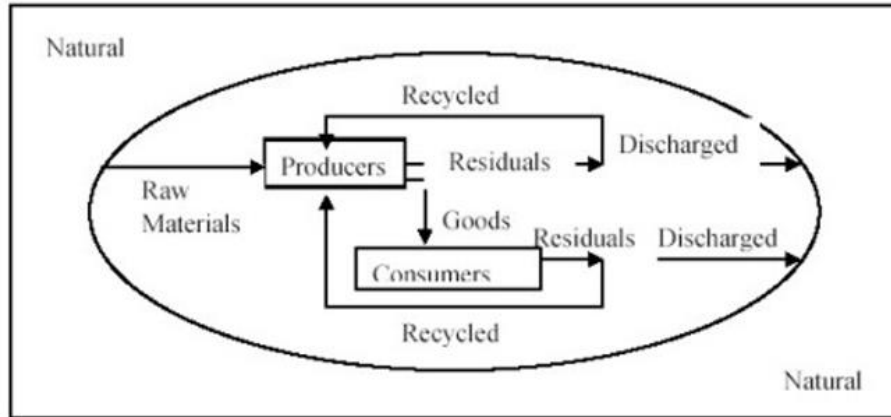 Natural
Recycled
Producers
Residuals
Discharged
Raw
Materials
Goods
Residuals
Discharged
Consumers
Recycled
Natural